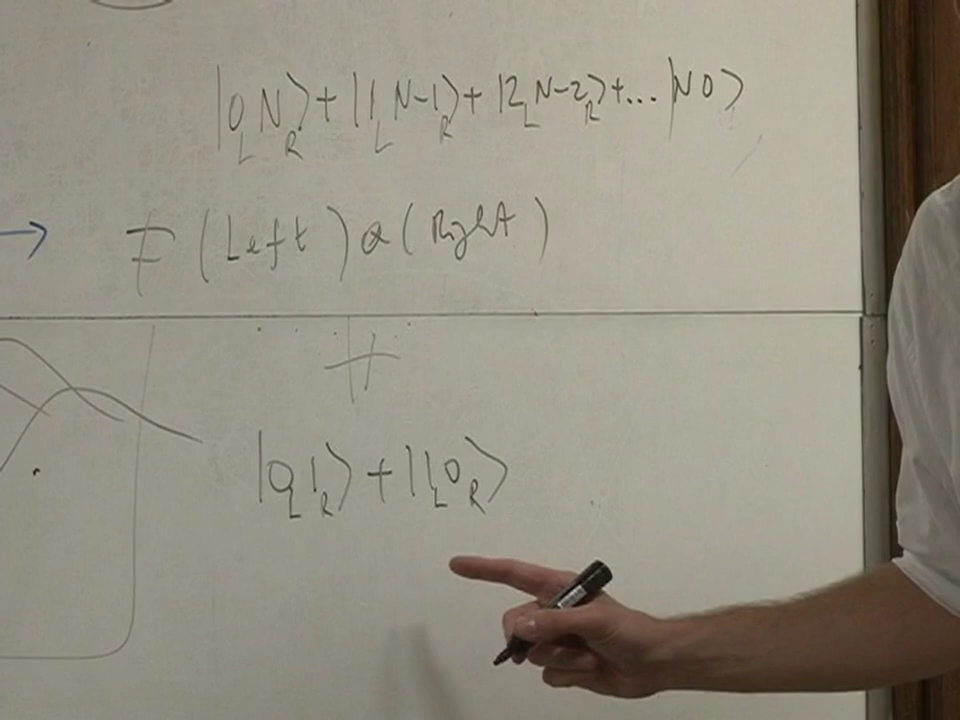 |0_L N_R⟩ + |1_L N-1_R⟩ + |2_L N-2_R⟩ + ... |N 0⟩
≠ (Left) ⊗ (Right)
|0_L 1_R⟩ + |1_L 0_R⟩